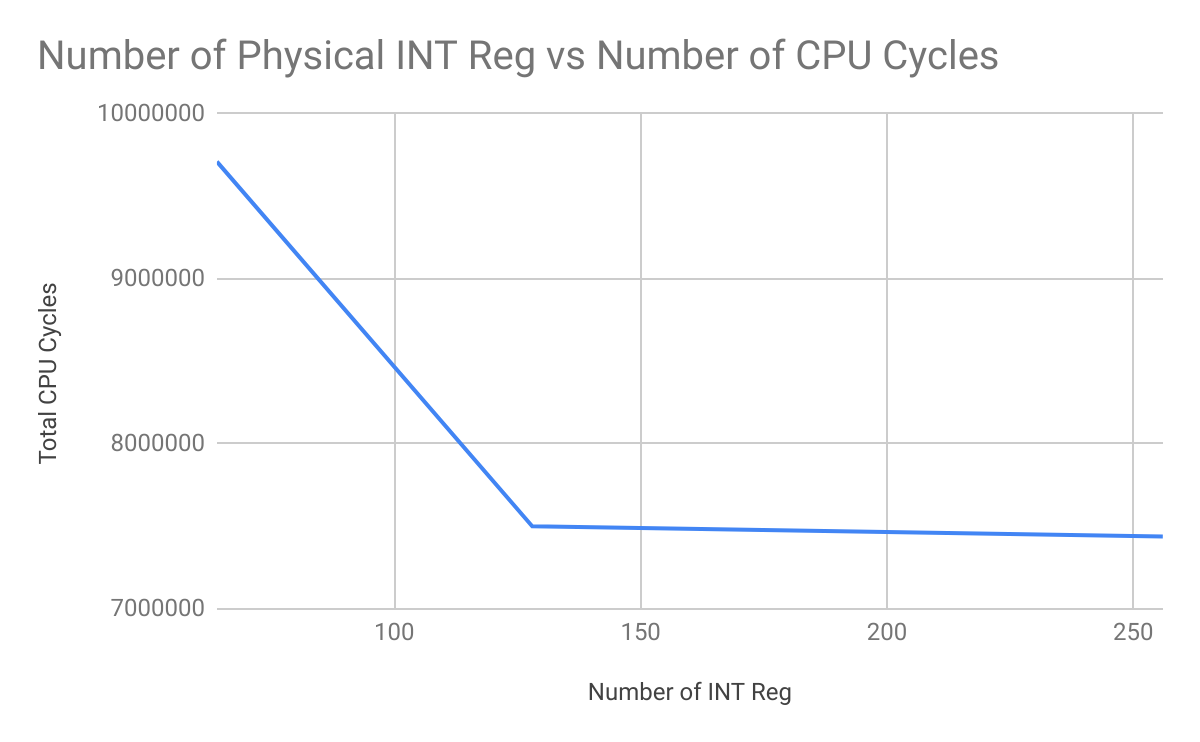 Number of Physical INT Reg vs Number of CPU Cycles
10000000
9000000
8000000
7000000
Total CPU Cycles
100 150 200 250
Number of INT Reg